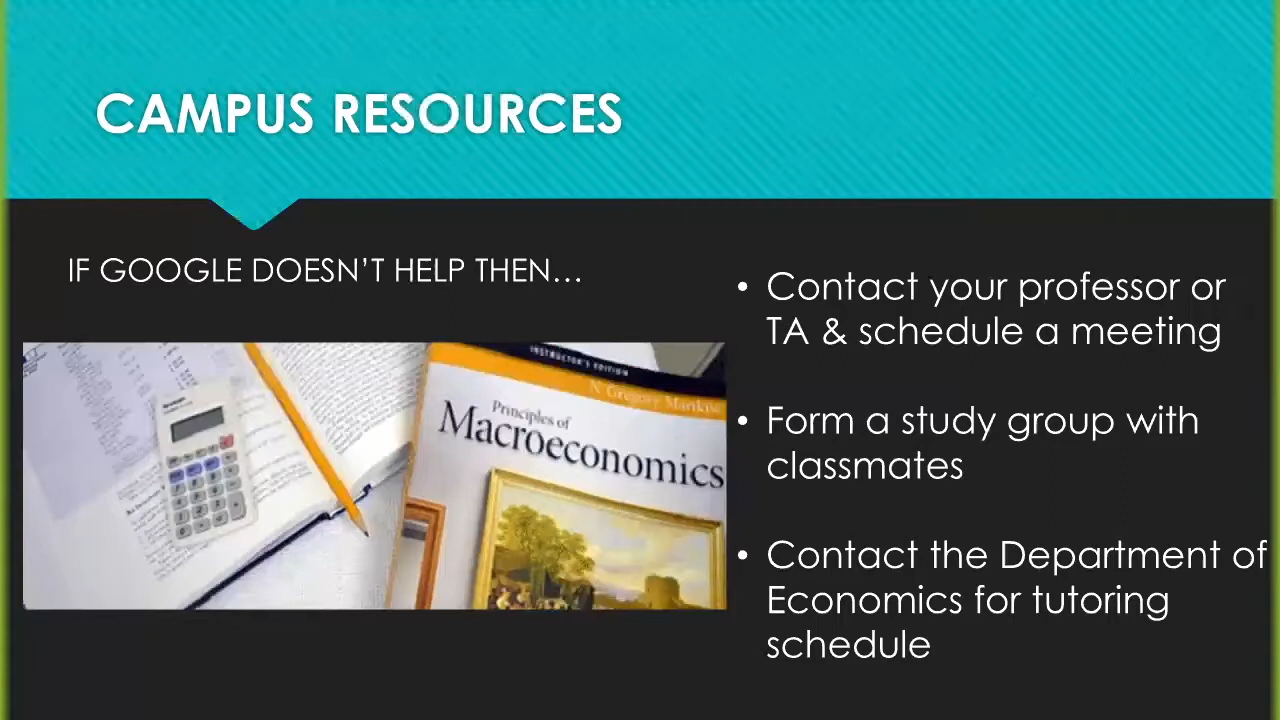 CAMPUS RESOURCES
IF GOOGLE DOESN’T HELP THEN…
• Contact your professor or
TA & schedule a meeting
• Form a study group with
classmates
• Contact the Department of
Economics for tutoring
schedule
INSTRUCTOR'S EDITION
N. Gregory Mankiw
Principles of
Macroeconomics